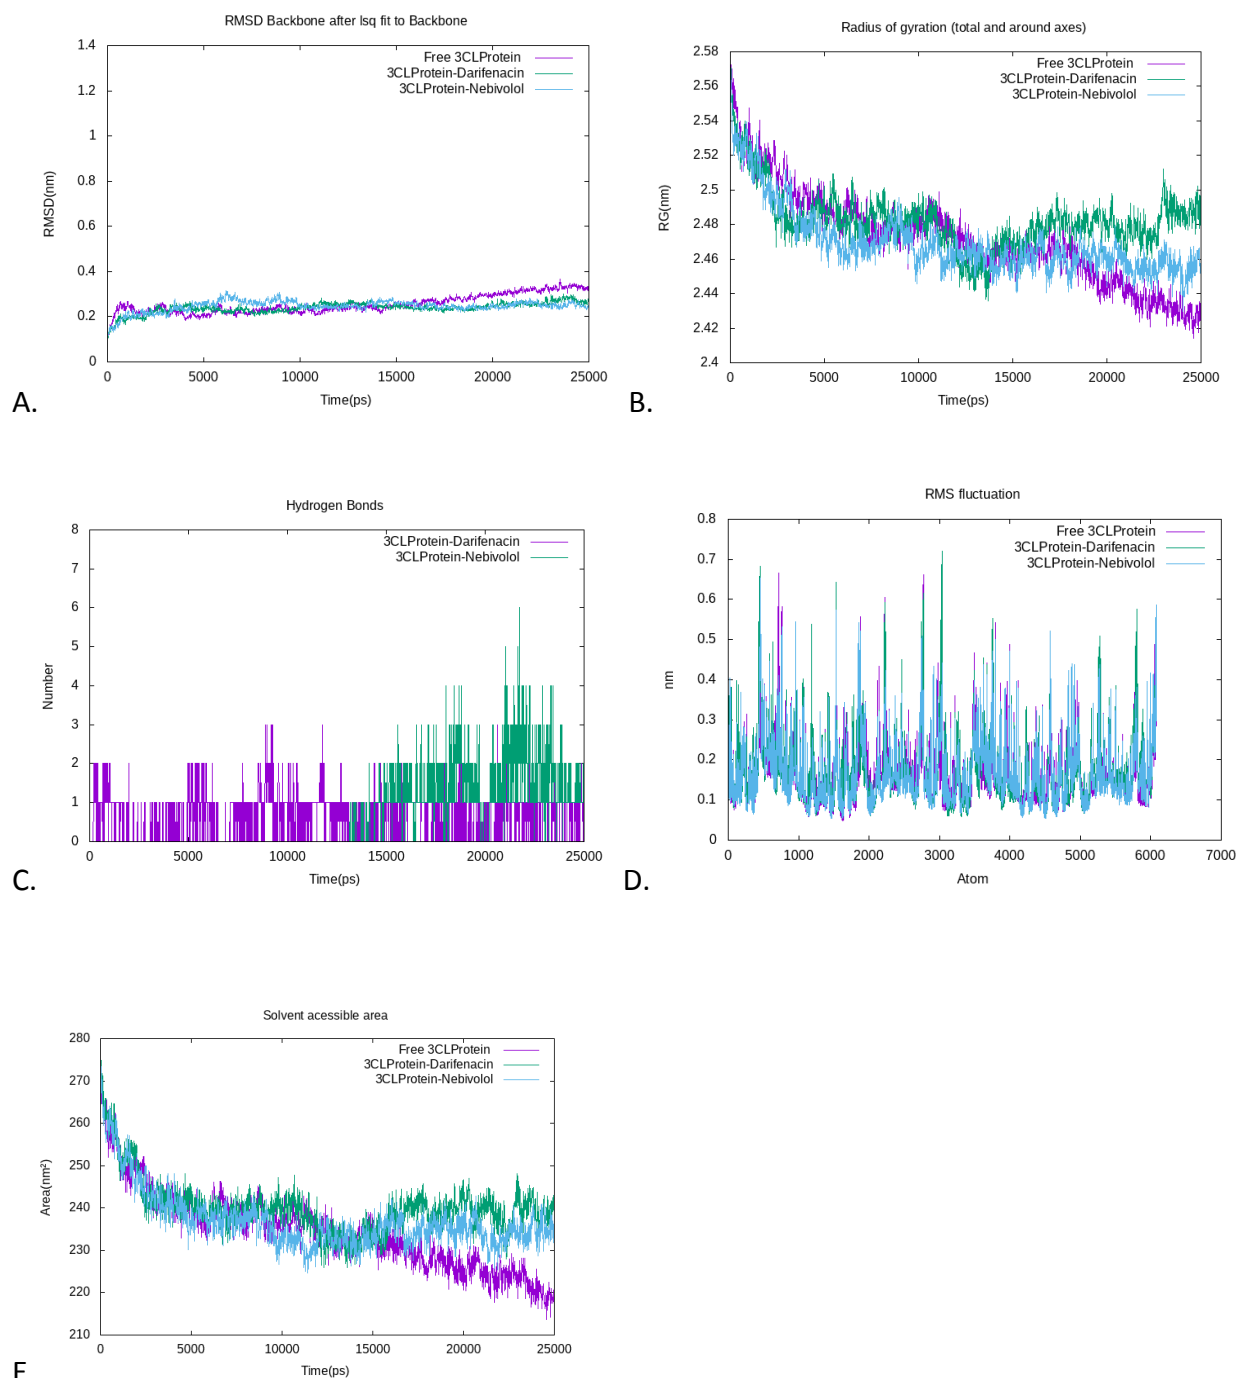 RMSD Backbone after lsq fit to Backbone
1.4
1.2
1
0.8
0.6
0.4
0.2
0
RMSD(nm)
Free 3CLProtein
3CLProtein-Darifenacin
3CLProtein-Nebivolol
0 5000 10000 15000 20000 25000
Time(ps)
A.
Radius of gyration (total and around axes)
2.58
2.56
2.54
2.52
2.5
2.48
2.46
2.44
2.42
2.4
RG(nm)
Free 3CLProtein
3CLProtein-Darifenacin
3CLProtein-Nebivolol
0 5000 10000 15000 20000 25000
Time(ps)
B.
Hydrogen Bonds
8
7
6
5
4
3
2
1
0
Number
3CLProtein-Darifenacin
3CLProtein-Nebivolol
0 5000 10000 15000 20000 25000
Time(ps)
C.
RMS fluctuation
0.8
0.7
0.6
0.5
0.4
0.3
0.2
0.1
0
nm
Free 3CLProtein
3CLProtein-Darifenacin
3CLProtein-Nebivolol
0 1000 2000 3000 4000 5000 6000 7000
Atom
D.
Solvent acessible area
280
270
260
250
240
230
220
210
Area(nm²)
Free 3CLProtein
3CLProtein-Darifenacin
3CLProtein-Nebivolol
0 5000 10000 15000 20000 25000
Time(ps)